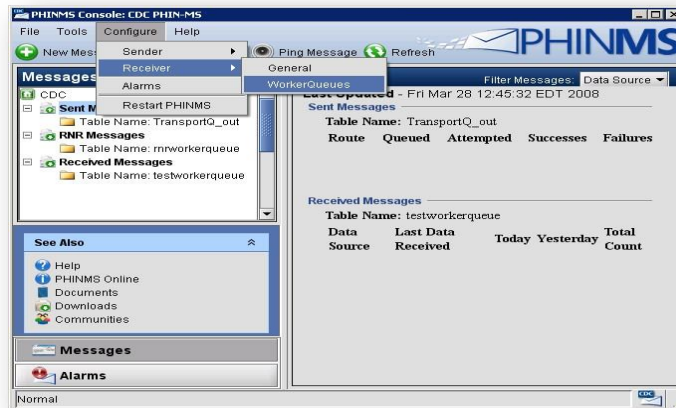 PHINMS Console: CDC PHIN-MS
File Tools Configure Help
New Mes
Ping Message
Refresh
PHINMS
Sender
Receiver
Alarms
Restart PHINMS
General
WorkerQueues
Messages
Filter Messages: Data Source
CDC
Sent M
Table Name: TransportQ_out
RNR Messages
Table Name: rnrworkerqueue
Received Messages
Table Name: testworkerqueue
Last Updated - Fri Mar 28 12:45:32 EDT 2008
Sent Messages
Table Name: TransportQ_out
Route Queued Attempted Successes Failures
Received Messages
Table Name: testworkerqueue
Data Source Last Data Received Today Yesterday Total Count
See Also
Help
PHINMS Online
Documents
Downloads
Communities
Messages
Alarms
Normal
CDC